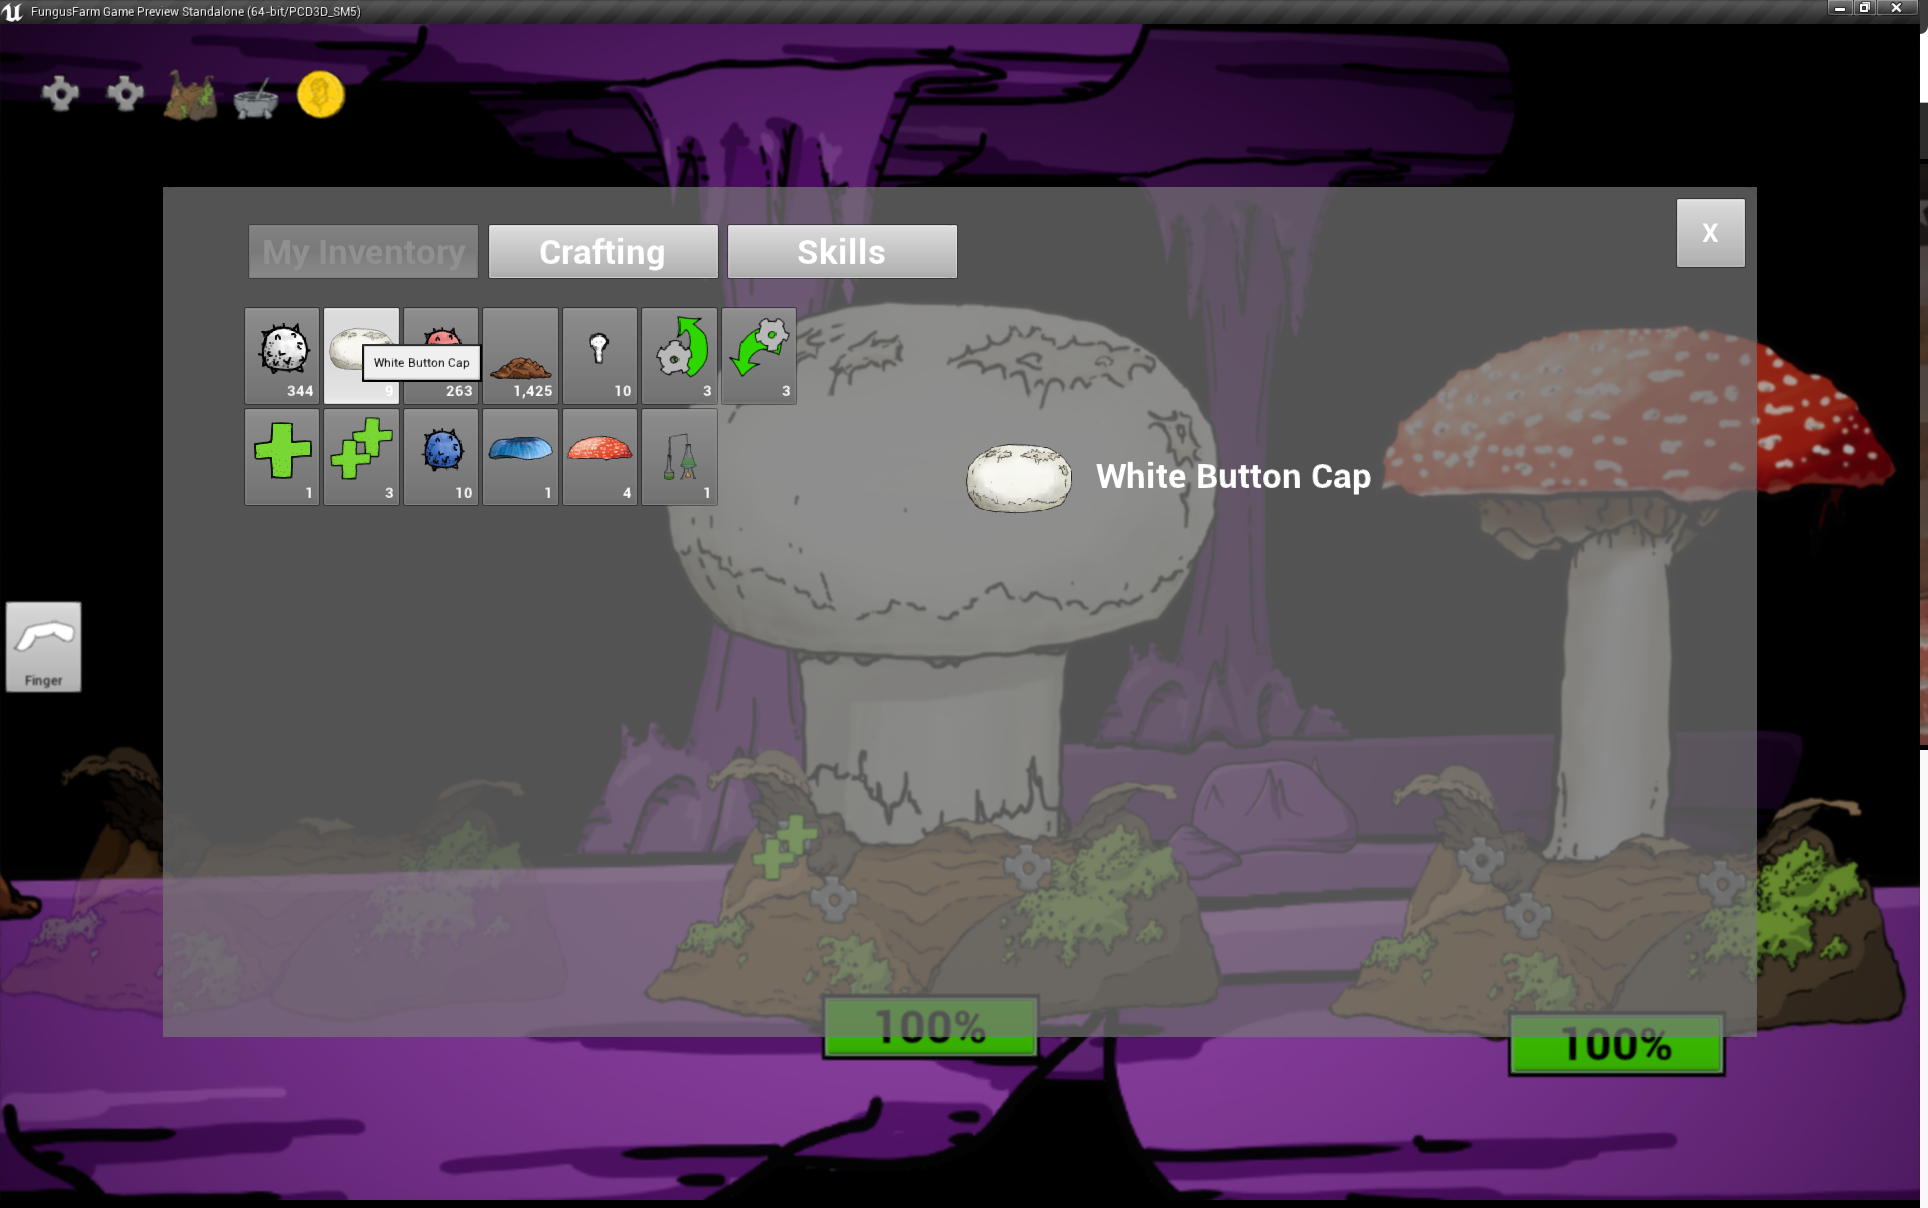 FungusFarm Game Preview Standalone (64-bit/PCD3D_SM5)
My Inventory
Crafting
Skills
X
344
9
263
1,425
10
3
3
White Button Cap
1
3
10
1
4
1
White Button Cap
Finger
100%
100%